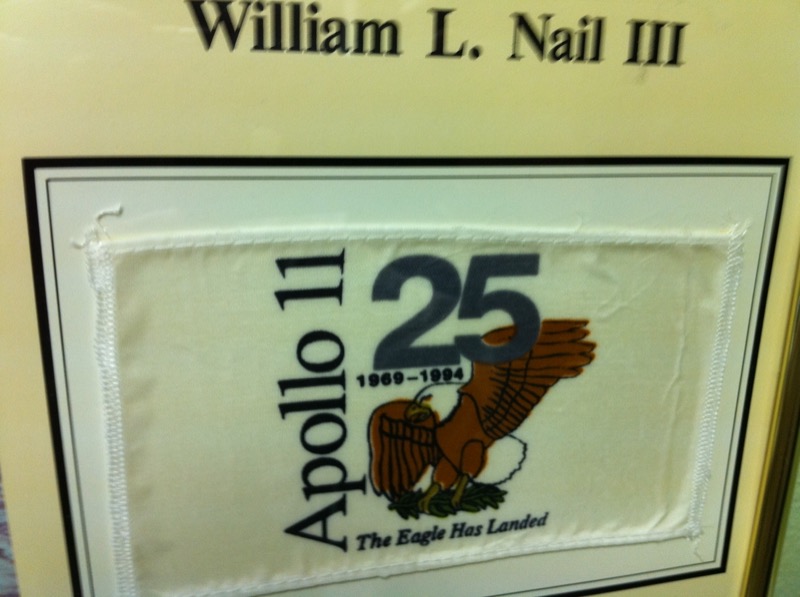 William L. Nail III
Apollo 11
25
1969-1994
The Eagle Has Landed